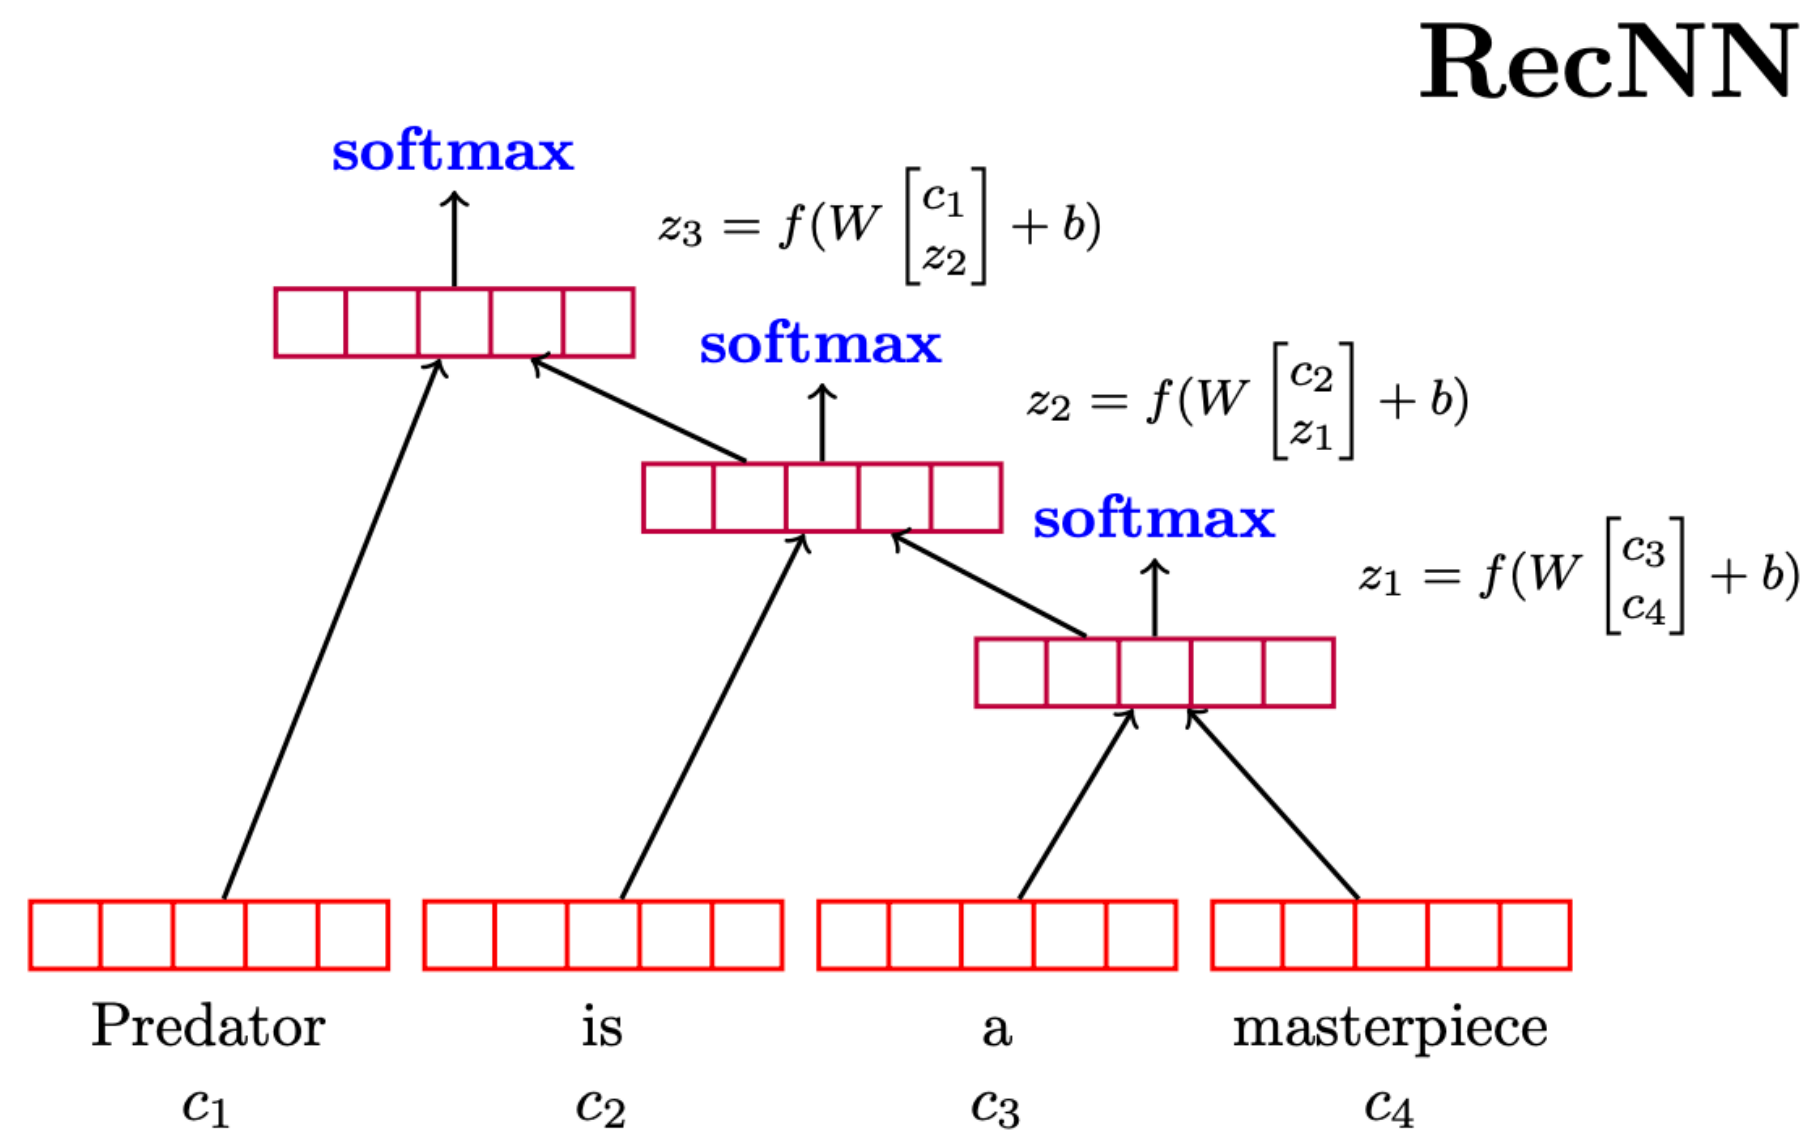 RecNN
softmax
z₃ = f(W [c₁ z₂] + b)
softmax
z₂ = f(W [c₂ z₁] + b)
softmax
z₁ = f(W [c₃ c₄] + b)
Predator is a masterpiece
c₁ c₂ c₃ c₄